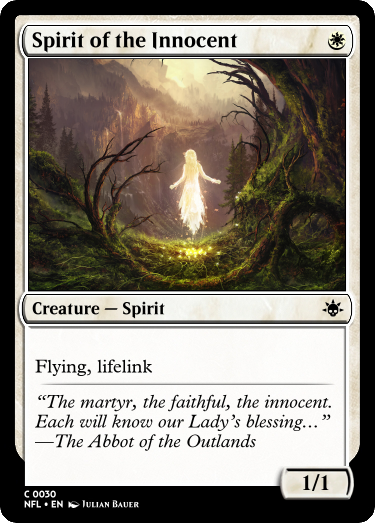 Spirit of the Innocent
Creature — Spirit
Flying, lifelink
“The martyr, the faithful, the innocent.
Each will know our Lady’s blessing…”
—The Abbot of the Outlands
1/1
C 0030
NFL • EN Julian Bauer